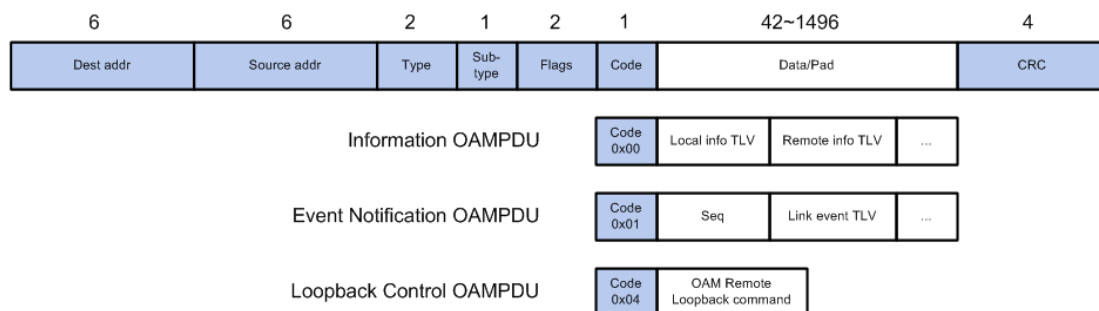 6 6 2 1 2 1 42~1496 4
Dest addr Source addr Type Sub-type Flags Code Data/Pad CRC
Information OAMPDU Code 0x00 Local info TLV Remote info TLV ...
Event Notification OAMPDU Code 0x01 Seq Link event TLV ...
Loopback Control OAMPDU Code 0x04 OAM Remote Loopback command